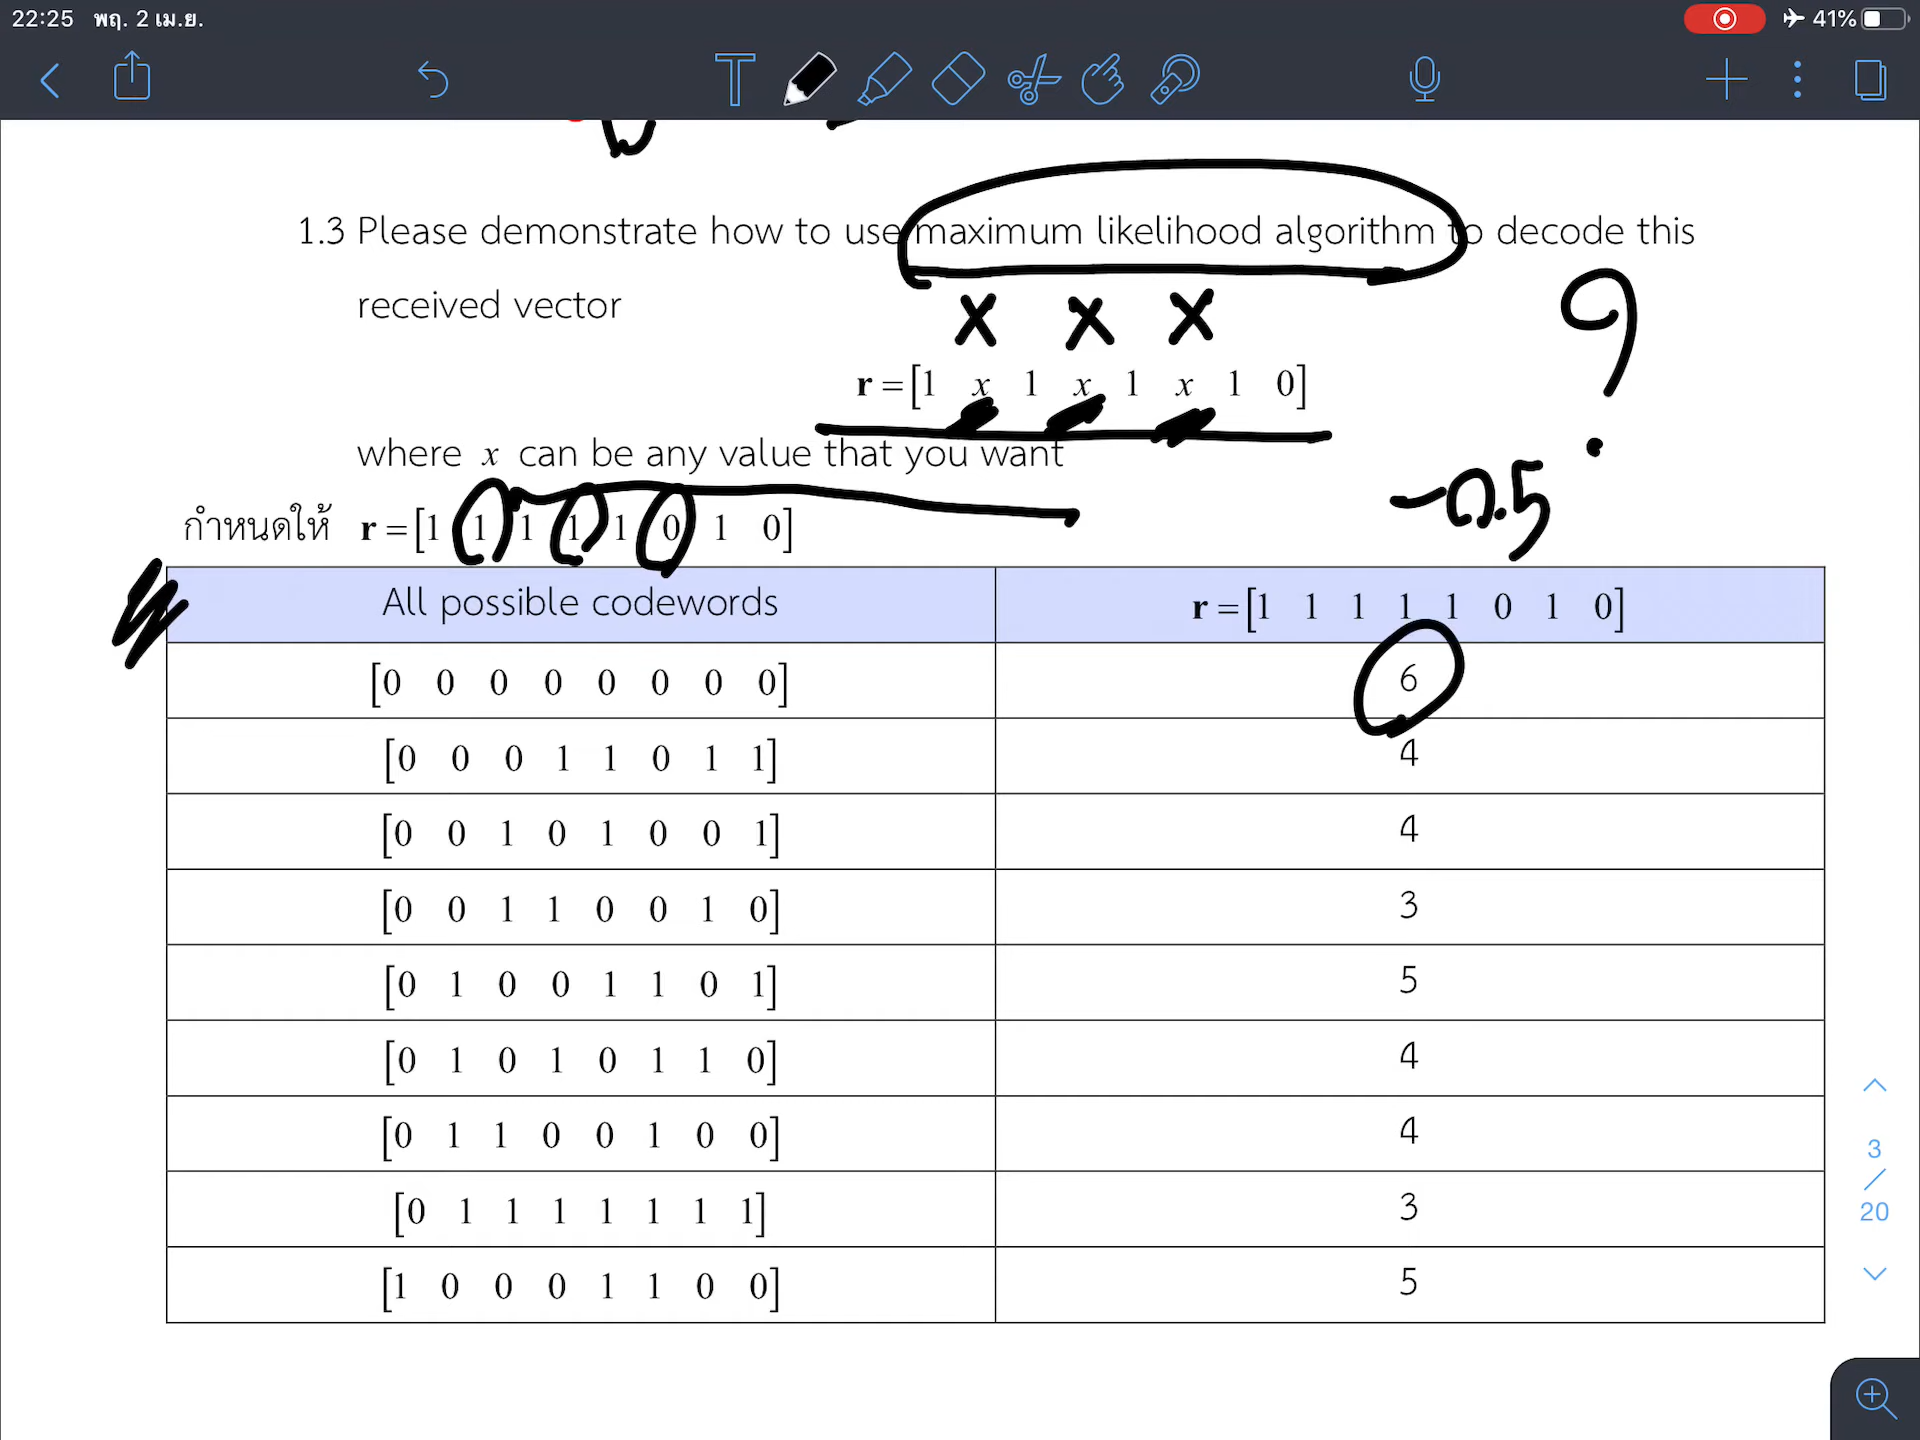 22:25 พฤ. 2 เม.ย.
41%
1.3 Please demonstrate how to use maximum likelihood algorithm to decode this
received vector
x x x
r = [1 x 1 x 1 x 1 0]
where x can be any value that you want
?
-0.5
กำหนดให้ r = [1 1 1 1 1 0 1 0]
All possible codewords r = [1 1 1 1 1 0 1 0]
[0 0 0 0 0 0 0 0] 6
[0 0 0 1 1 0 1 1] 4
[0 0 1 0 1 0 0 1] 4
[0 0 1 1 0 0 1 0] 3
[0 1 0 0 1 1 0 1] 5
[0 1 0 1 0 1 1 0] 4
[0 1 1 0 0 1 0 0] 4
[0 1 1 1 1 1 1 1] 3
[1 0 0 0 1 1 0 0] 5
3
/
20